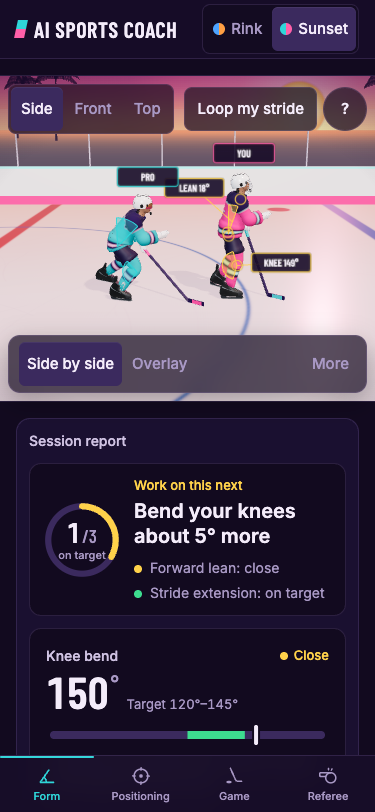 AI SPORTS COACH
Rink
Sunset
Side
Front
Top
Loop my stride
?
YOU
PRO
LEAN 18°
KNEE 149°
Side by side
Overlay
More
Session report
1/3
on target
Work on this next
Bend your knees
about 5° more
Forward lean: close
Stride extension: on target
Knee bend
Close
150°
Target 120°–145°
Form
Positioning
Game
Referee